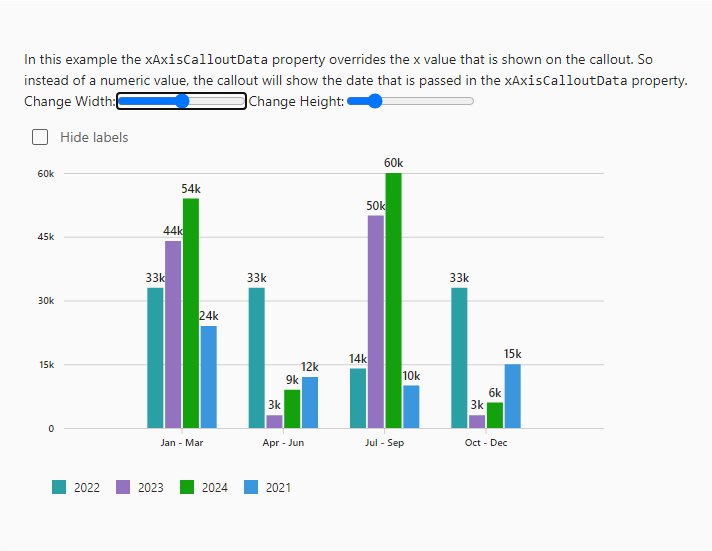 In this example the xAxisCalloutData property overrides the x value that is shown on the callout. So
instead of a numeric value, the callout will show the date that is passed in the xAxisCalloutData property.
Change Width: Change Height:
Hide labels
60k
45k
30k
15k
0
33k 44k 54k 24k
33k 3k 9k 12k
14k 50k 60k 10k
33k 3k 6k 15k
Jan - Mar Apr - Jun Jul - Sep Oct - Dec
2022 2023 2024 2021